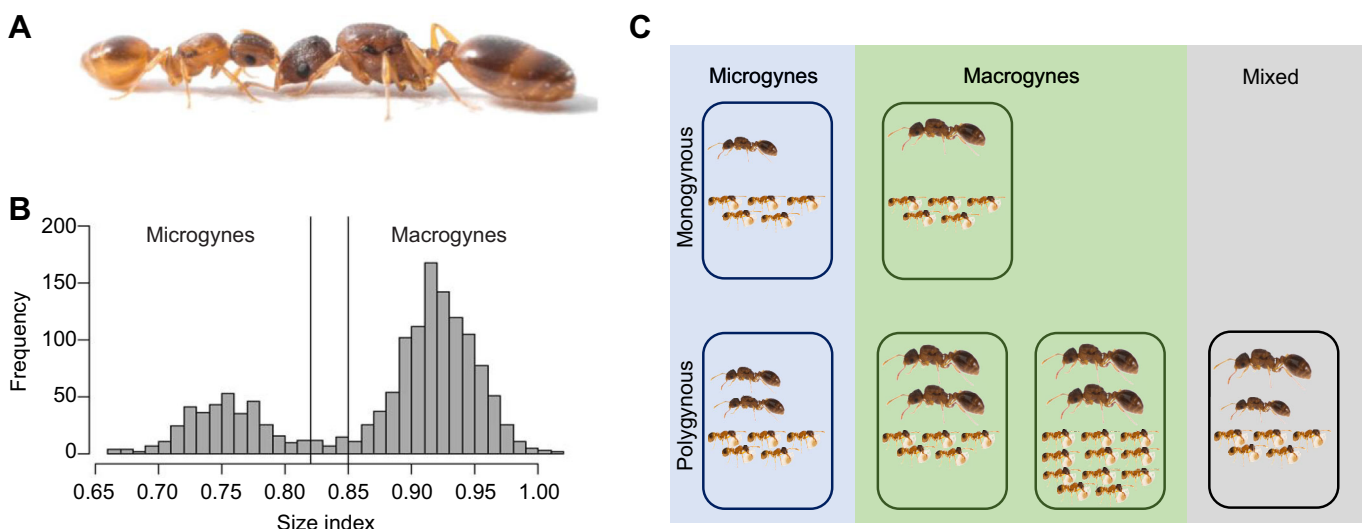 A
B
Microgynes
Macrogynes
Frequency
200
150
100
50
0
0.65 0.70 0.75 0.80 0.85 0.90 0.95 1.00
Size index
C
Microgynes
Macrogynes
Mixed
Monogynous
Polygynous